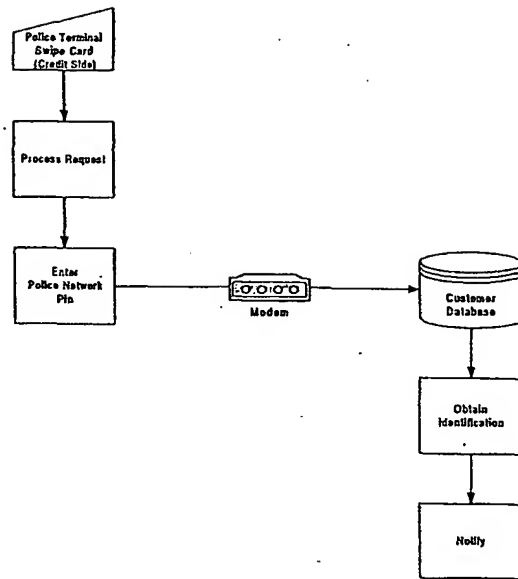 Police Terminal
Swipe Card
(Credit Side)
Process Request
Enter
Police Network
Pin
Modem
Customer
Database
Obtain
Identification
Notify